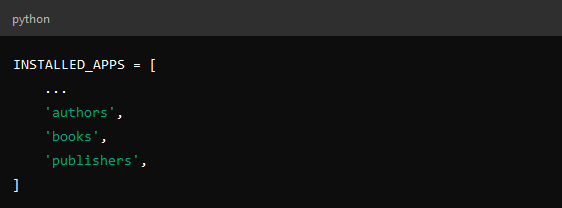 python
INSTALLED_APPS = [
    ...
    'authors',
    'books',
    'publishers',
]